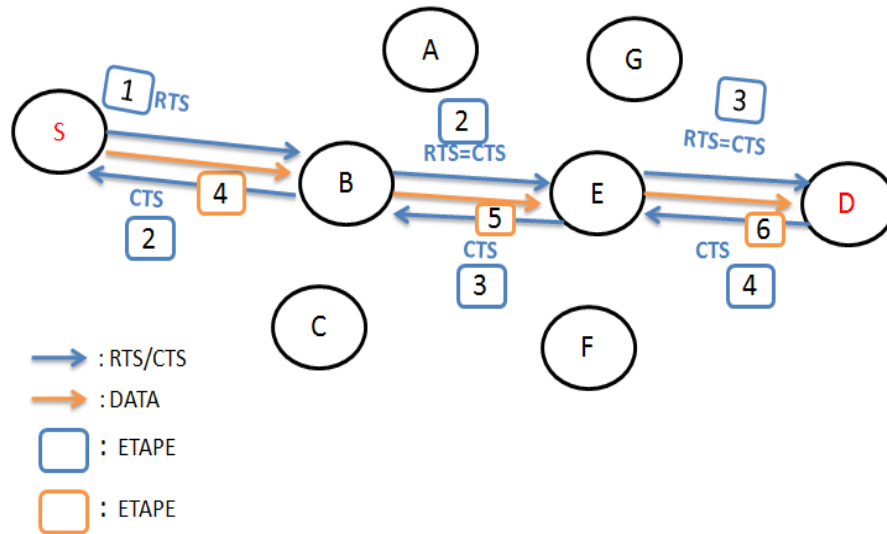 A
G
1 RTS
2
3
S
RTS=CTS
RTS=CTS
B
E
D
4
CTS
2
5
CTS
3
6
CTS
4
C
F
: RTS/CTS
: DATA
: ETAPE
: ETAPE